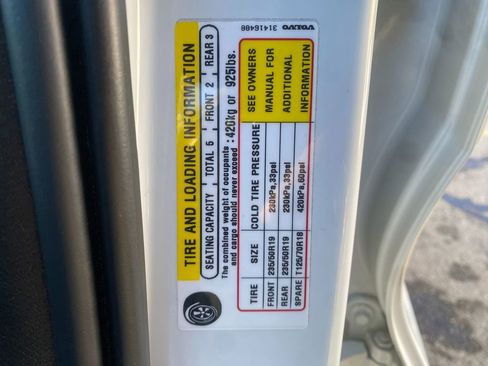 TIRE AND LOADING INFORMATION
SEATING CAPACITY TOTAL 5 FRONT 2 REAR 3
The combined weight of occupants and cargo should never exceed : 420kg or 925lbs.
TIRE SIZE COLD TIRE PRESSURE
FRONT 235/50R19 230kPa,33psi
REAR 235/50R19 230kPa,33psi
SPARE T125/70R18 420kPa,60psi
SEE OWNERS
MANUAL FOR
ADDITIONAL
INFORMATION
VOLVO 31416488